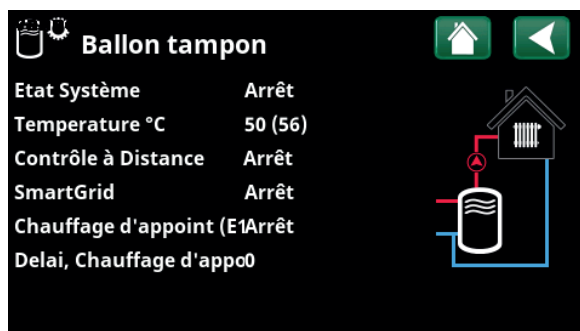 Ballon tampon
Etat Système Arrêt
Temperature °C 50 (56)
Contrôle à Distance Arrêt
SmartGrid Arrêt
Chauffage d'appoint (E1Arrêt
Delai, Chauffage d'appo0